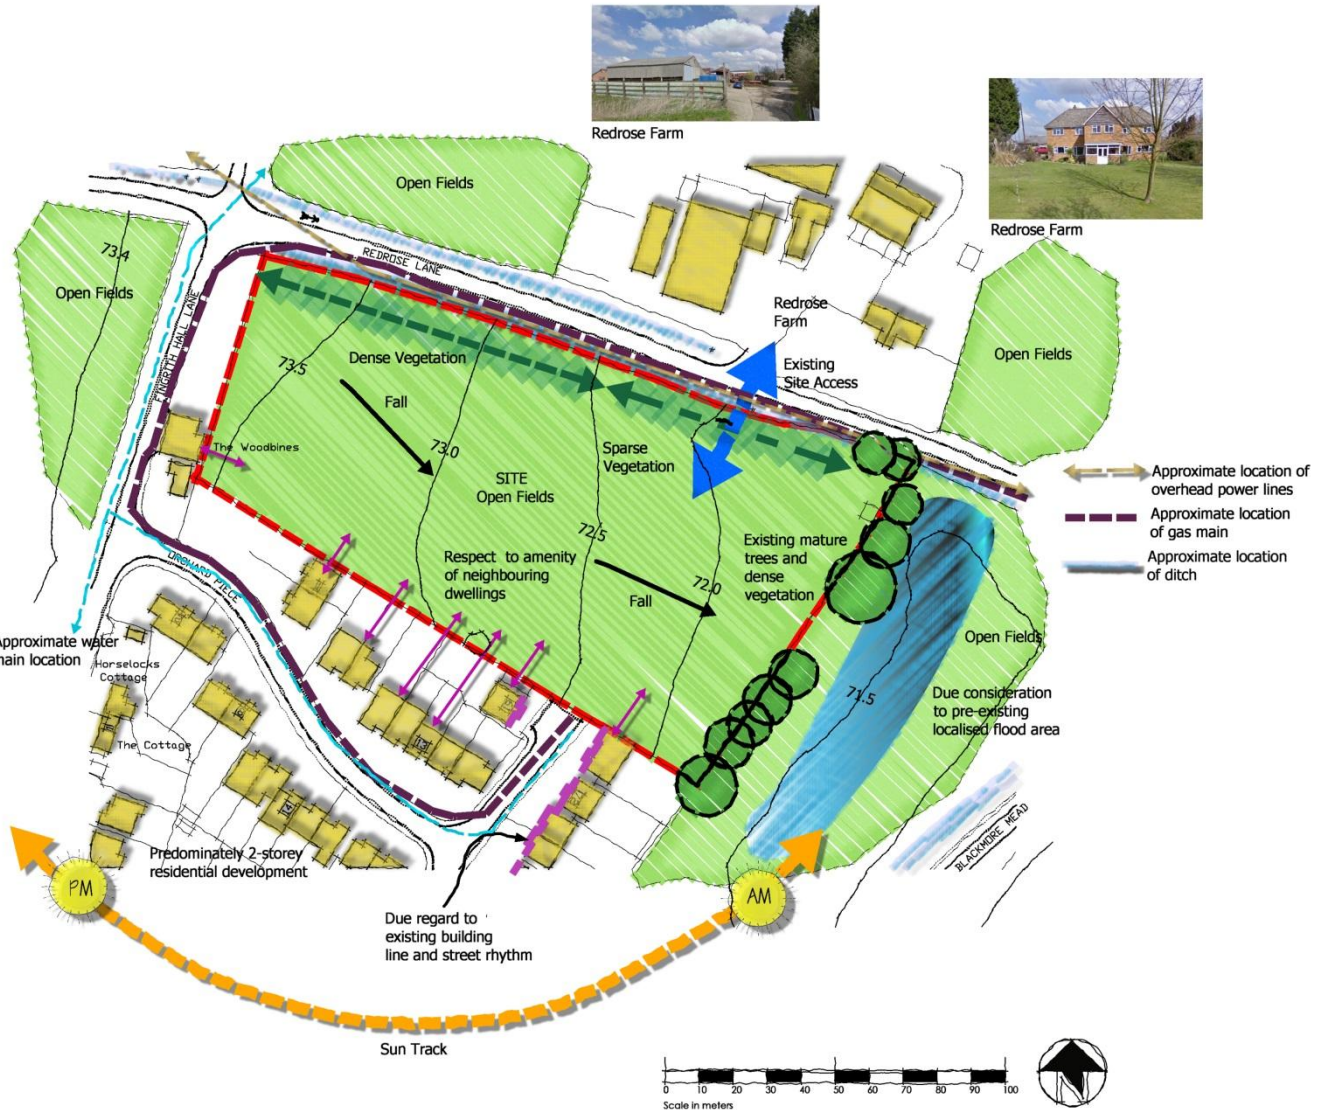 Redrose Farm
Redrose Farm
Open Fields
73.4
Open Fields
REDROSE LANE
FINGRITH HALL LANE
Redrose
Farm
Open Fields
Existing
Site Access
Dense Vegetation
73.5
Fall
The Woodbines
73.0
Sparse
Vegetation
SITE
Open Fields
Approximate location of
overhead power lines
Approximate location
of gas main
Approximate location
of ditch
72.5
Existing mature
trees and
dense
vegetation
Respect to amenity
of neighbouring
dwellings
72.0
Fall
ORCHARD PIECE
Approximate water
main location
Horselocks
Cottage
The Cottage
Open Fields
71.5
Due consideration
to pre-existing
localised flood area
BLACKMORE MEAD
Predominately 2-storey
residential development
PM
AM
Due regard to
existing building
line and street rhythm
Sun Track
0 10 20 30 40 50 60 70 80 90 100
Scale in meters